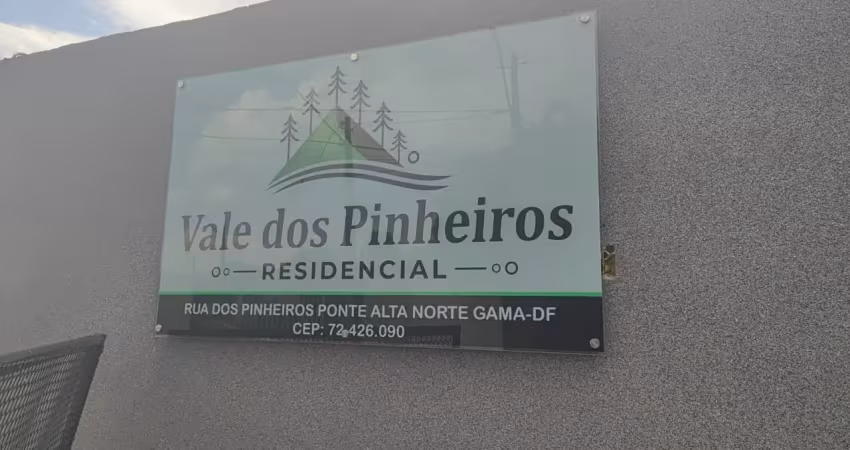 Vale dos Pinheiros
RESIDENCIAL
RUA DOS PINHEIROS PONTE ALTA NORTE GAMA-DF
CEP: 72.426.090